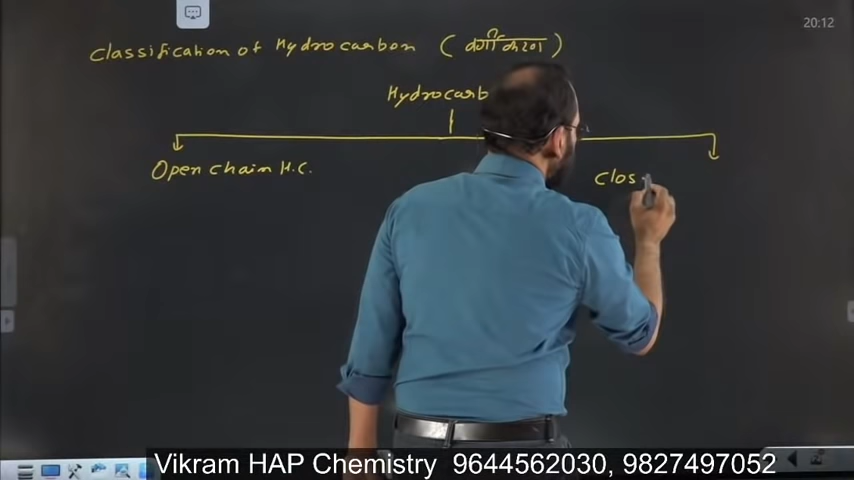 20:12
Classification of Hydrocarbon (वर्गीकरण)
Hydrocarb
Open chain H.C.
Clos
Vikram HAP Chemistry 9644562030, 9827497052